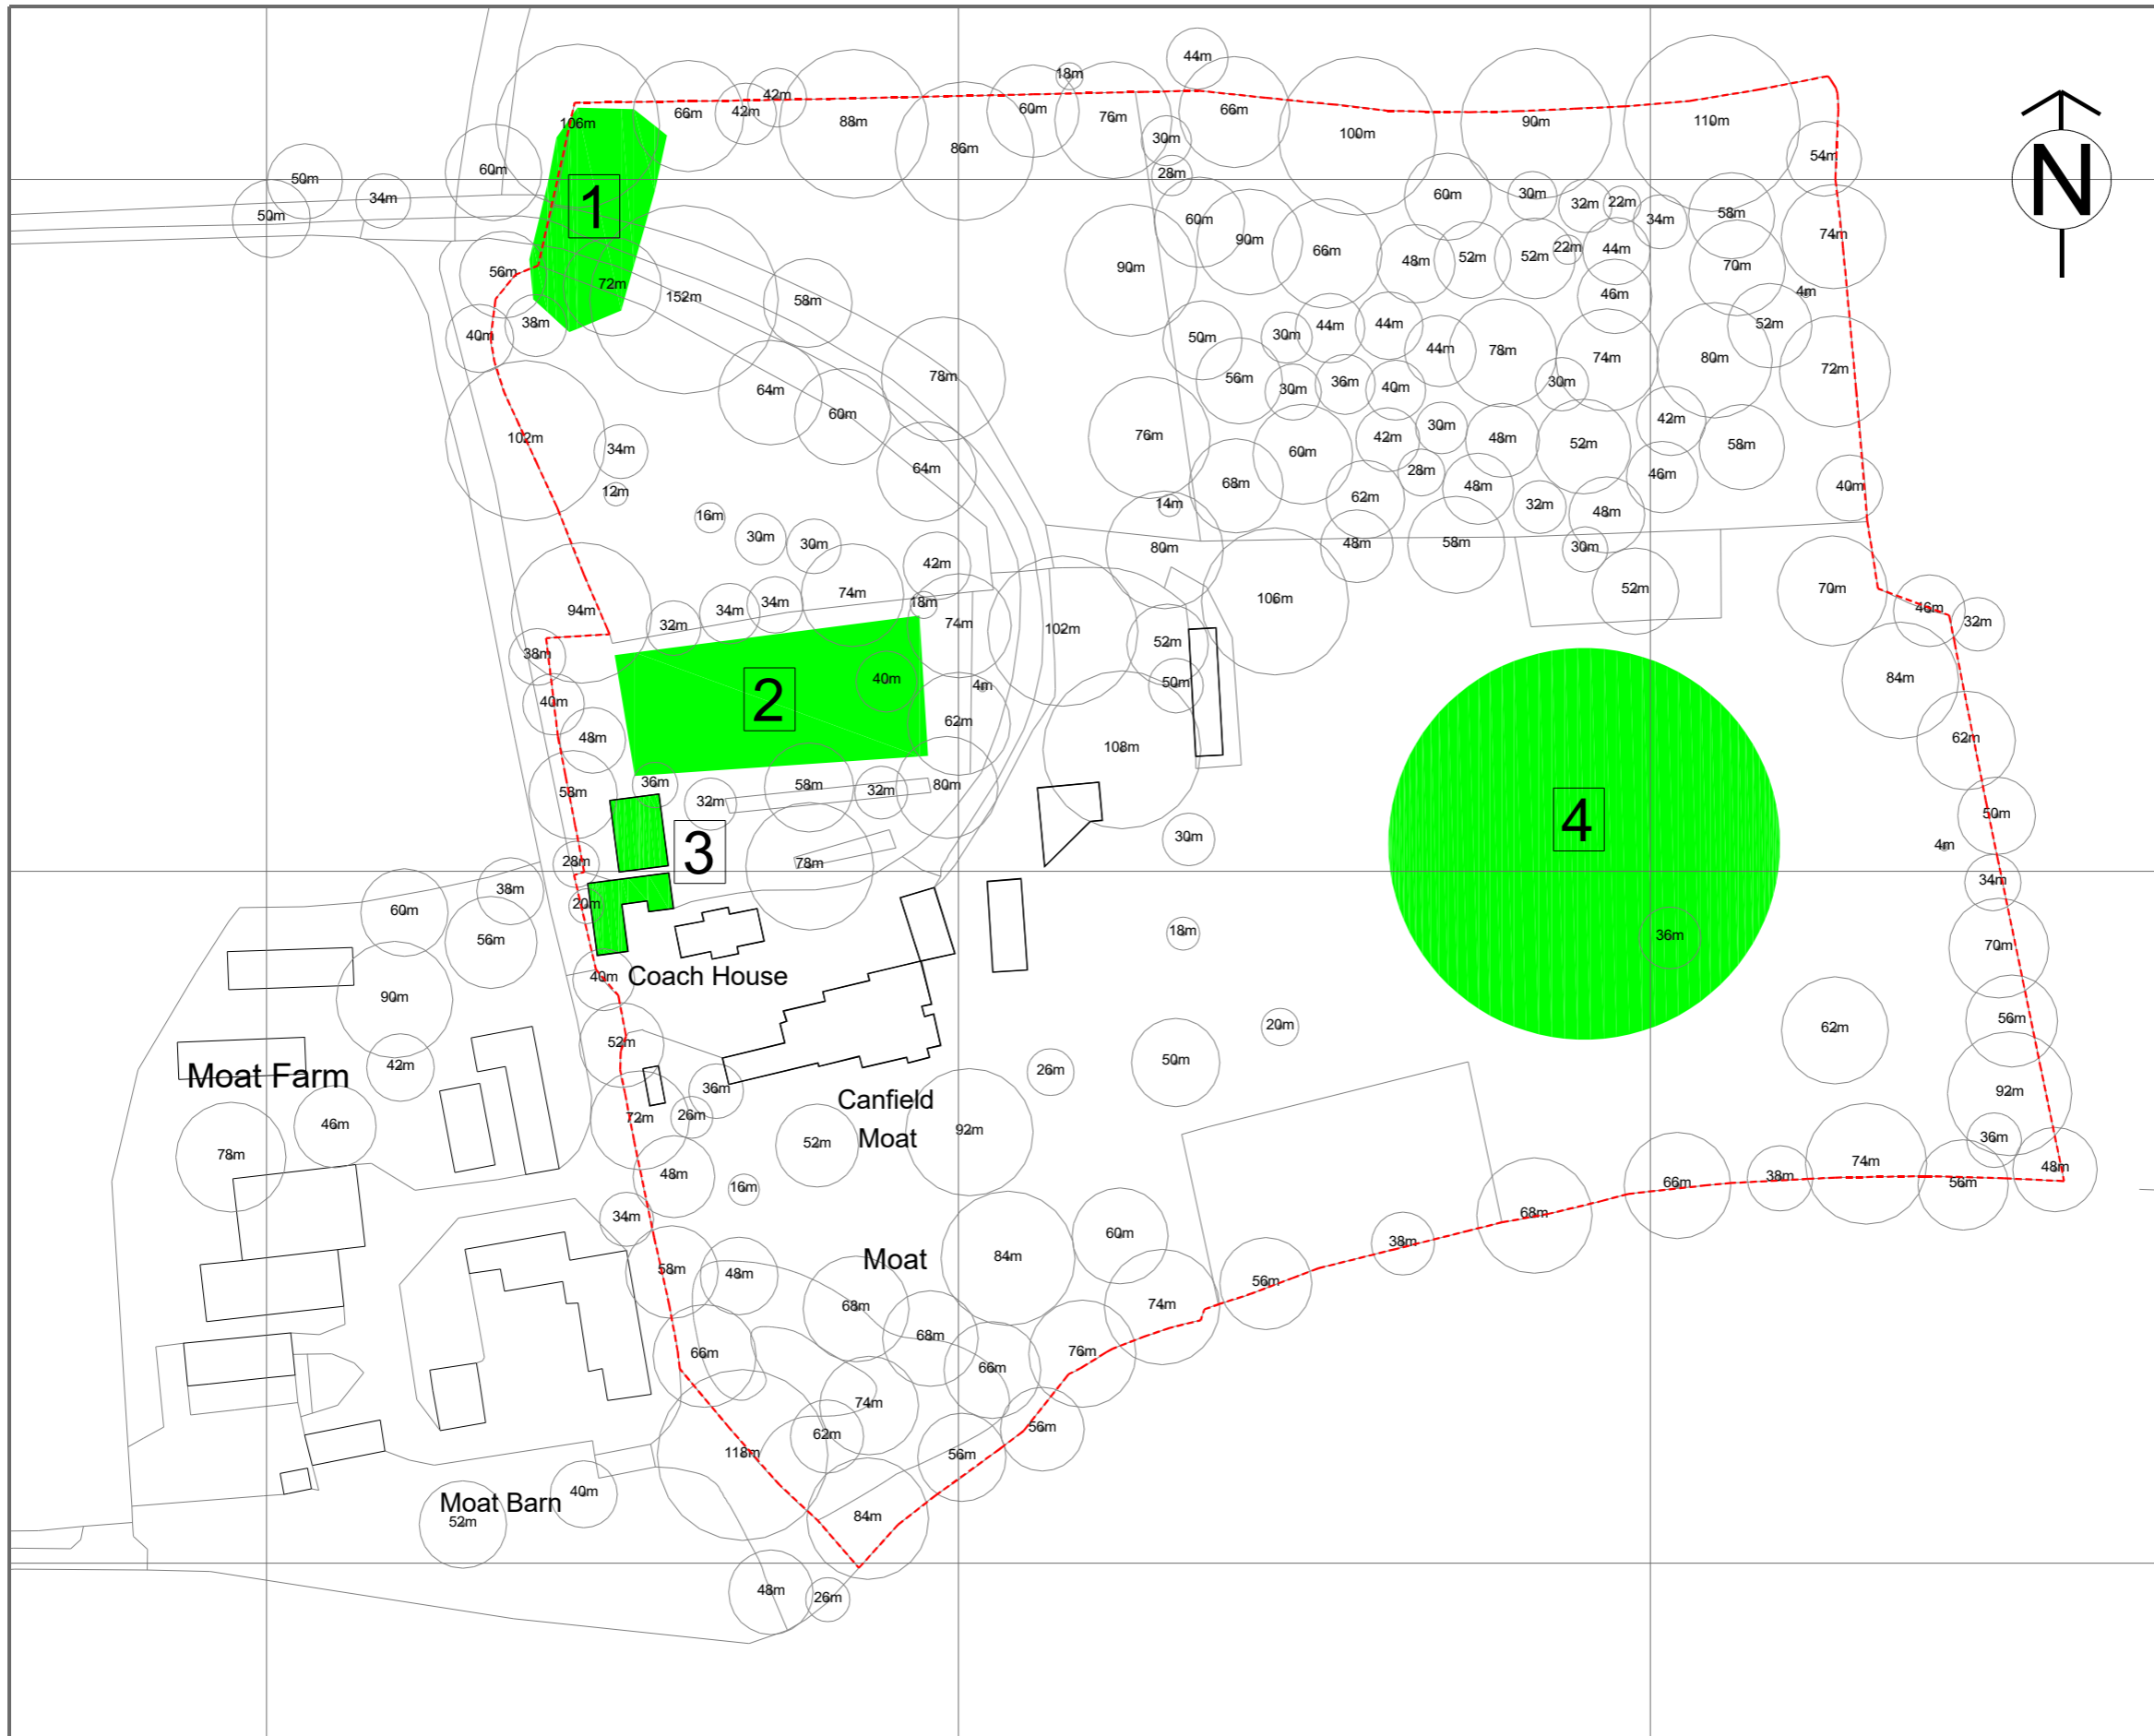 44m
18m
42m
66m
42m
106m
88m
60m
76m
66m
100m
90m
110m
30m
86m
54m
60m
50m
34m
28m
50m
1
60m
30m
32m
22m
34m
58m
N
60m
90m
66m
74m
90m
48m
52m
52m
22m
44m
70m
56m
72m
152m
58m
46m
4m
40m
38m
50m
30m
44m
44m
44m
78m
74m
52m
80m
72m
64m
78m
56m
30m
36m
40m
30m
60m
102m
34m
76m
60m
42m
30m
48m
52m
42m
58m
64m
68m
28m
46m
12m
16m
14m
62m
48m
32m
48m
40m
30m
30m
80m
48m
58m
30m
42m
94m
32m
34m
34m
74m
18m
74m
102m
106m
52m
70m
46m
32m
38m
52m
40m
2
40m
4m
50m
84m
48m
62m
108m
62m
58m
36m
32m
58m
32m
80m
50m
3
30m
4
4m
28m
78m
34m
60m
38m
20m
56m
18m
36m
70m
40m
Coach House
90m
20m
62m
56m
52m
50m
42m
Moat Farm
26m
36m
92m
Canfield
Moat
72m
26m
46m
78m
52m
92m
36m
48m
16m
74m
48m
66m
38m
56m
34m
60m
68m
84m
38m
Moat
58m
48m
56m
68m
74m
68m
66m
76m
66m
74m
62m
118m
56m
56m
40m
Moat Barn
52m
84m
48m
26m